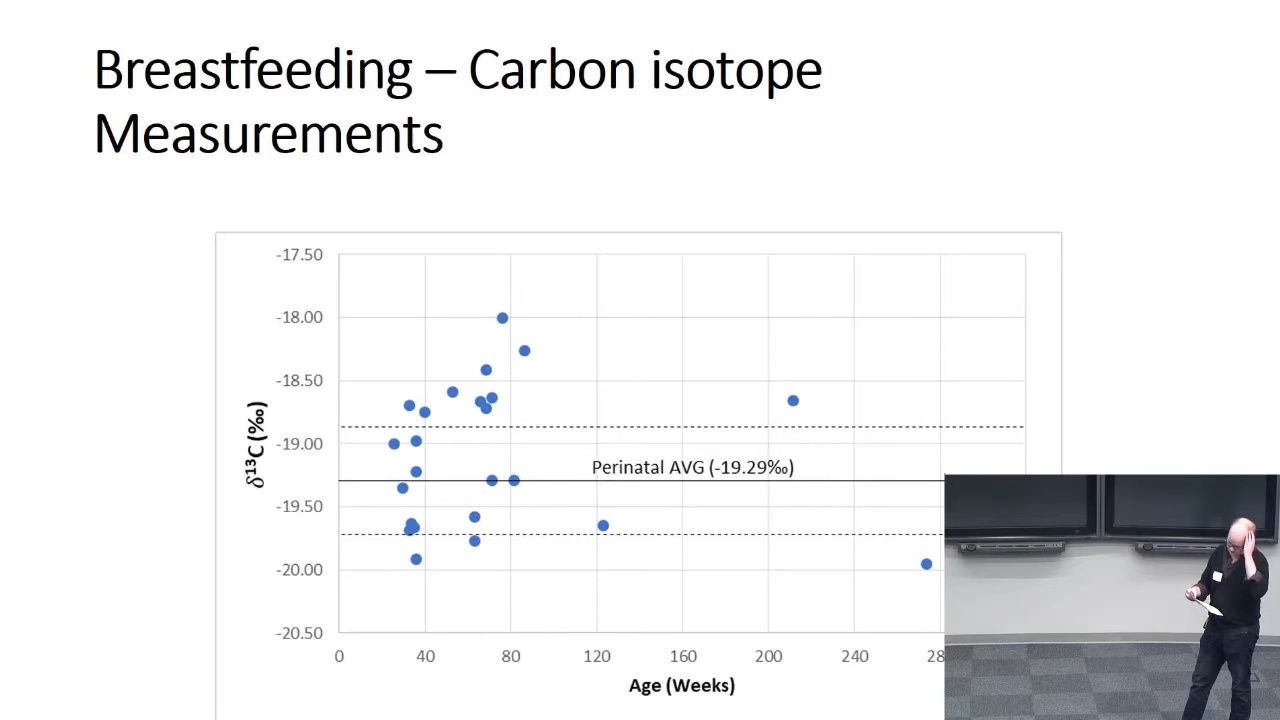 Breastfeeding – Carbon isotope
Measurements
-17.50
-18.00
-18.50
-19.00
-19.50
-20.00
-20.50
δ¹³C (‰)
Perinatal AVG (-19.29‰)
0 40 80 120 160 200 240 28
Age (Weeks)